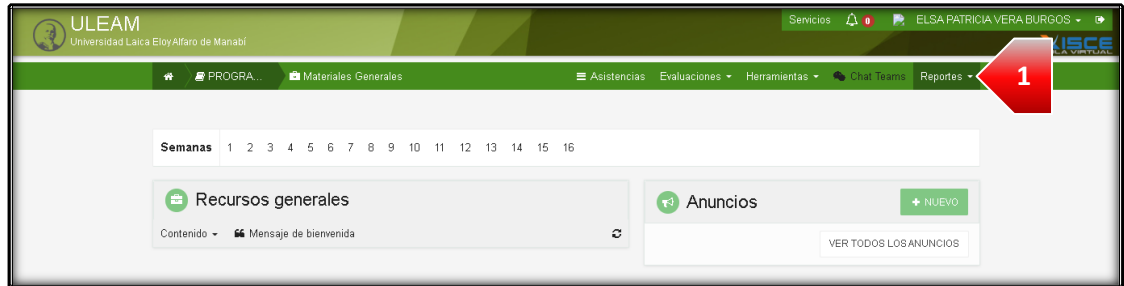 ULEAM
Universidad Laica Eloy Alfaro de Manabí
Servicios 0 ELSA PATRICIA VERA BURGOS
PROGRA... Materiales Generales Asistencias Evaluaciones Herramientas Chat Teams Reportes 1
Semanas 1 2 3 4 5 6 7 8 9 10 11 12 13 14 15 16
Recursos generales
Contenido Mensaje de bienvenida
Anuncios + NUEVO
VER TODOS LOS ANUNCIOS